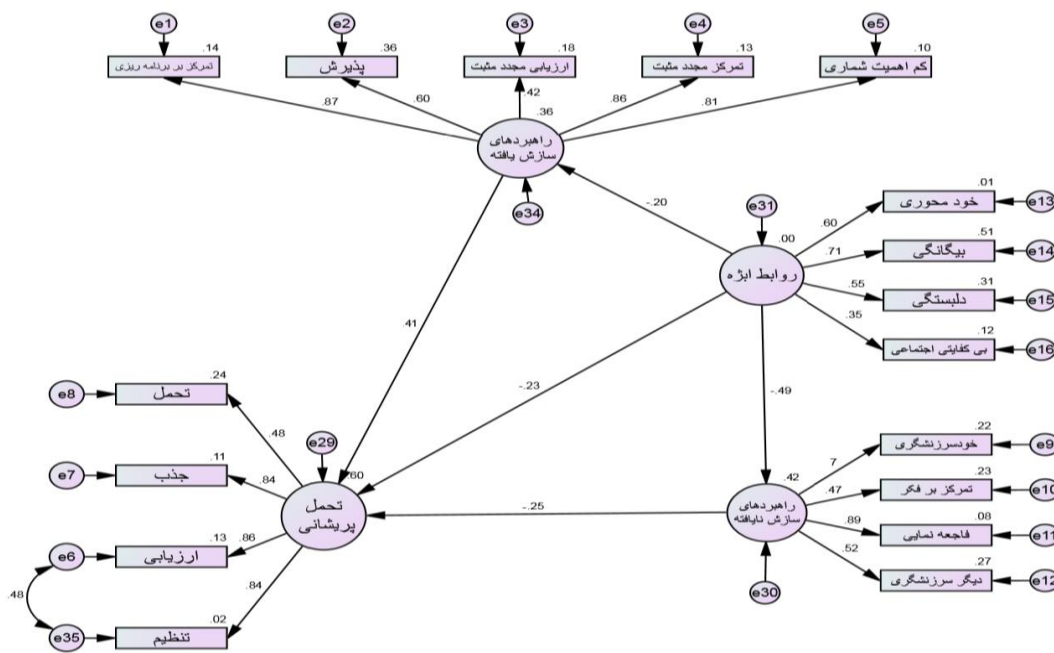 e1
e2
e3
e4
e5
.14
.36
.18
.13
.10
تمرکز بر برنامه ریزی
پذیرش
ارزیابی مجدد مثبت
تمرکز مجدد مثبت
کم اهمیت شماری
.87
.60
.42
.86
.81
.36
راهبردهای
سازش یافته
e34
-.20
e31
.00
روابط ابژه
.60
.71
.55
.35
.01
خود محوری
e13
.51
بیگانگی
e14
.31
دلبستگی
e15
.12
بی کفایتی اجتماعی
e16
.41
-.23
-.49
e8
.24
تحمل
.48
e7
.11
جذب
.84
e6
.13
ارزیابی
.86
.48
e35
.02
تنظیم
.84
e29
.60
تحمل
پریشانی
-.25
.42
راهبردهای
سازش نایافته
e30
7
.47
.89
.52
.22
خودسرزنشگری
e9
.23
تمرکز بر فکر
e10
.08
فاجعه نمایی
e11
.27
دیگر سرزنشگری
e12